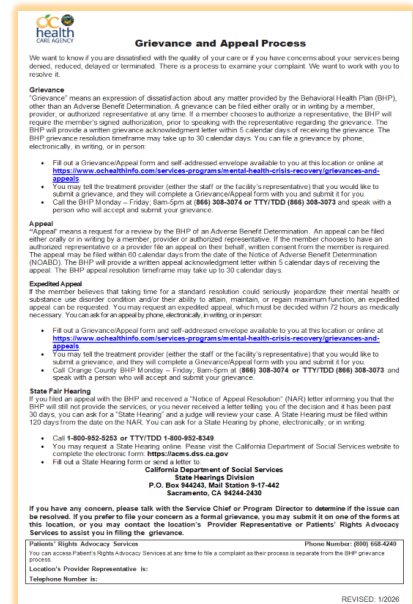 OC
health
CARE AGENCY
Grievance and Appeal Process
We want to know if you are dissatisfied with the quality of your care or if you have concerns about your services being
denied, reduced, delayed or terminated. There is a process to examine your complaint. We want to work with you to
resolve it.
Grievance
"Grievance" means an expression of dissatisfaction about any matter provided by the Behavioral Health Plan (BHP),
other than an Adverse Benefit Determination. A grievance can be filed either orally or in writing by a member,
provider, or authorized representative at any time. If a member chooses to authorize a representative, the BHP will
require the member's signed authorization, prior to speaking with the representative regarding the grievance. The
BHP will provide a written grievance acknowledgment letter within 5 calendar days of receiving the grievance. The
BHP grievance resolution timeframe may take up to 30 calendar days. You can file a grievance by phone,
electronically, in writing, or in person:
• Fill out a Grievance/Appeal form and self-addressed envelope available to you at this location or online at
https://www.ochealthinfo.com/services-programs/mental-health-crisis-recovery/grievances-and-
appeals.
• You may tell the treatment provider (either the staff or the facility's representative) that you would like to
submit a grievance, and they will complete a Grievance/Appeal form with you and submit it for you.
• Call the BHP Monday – Friday, 8am-5pm at (866) 308-3074 or TTY/TDD (866) 308-3073 and speak with a
person who will accept and submit your grievance.
Appeal
"Appeal" means a request for a review by the BHP of an Adverse Benefit Determination. An appeal can be filed
either orally or in writing by a member, provider or authorized representative. If the member chooses to have an
authorized representative or a provider file an appeal on their behalf, written consent from the member is required.
The appeal may be filed within 60 calendar days from the date of the Notice of Adverse Benefit Determination
(NOABD). The BHP will provide a written appeal acknowledgment letter within 5 calendar days of receiving the
appeal. The BHP appeal resolution timeframe may take up to 30 calendar days.
Expedited Appeal
If the member believes that taking time for a standard resolution could seriously jeopardize their mental health or
substance use disorder condition and/or their ability to attain, maintain, or regain maximum function, an expedited
appeal can be requested. You may request an expedited appeal, which must be decided within 72 hours as medically
necessary. You can ask for an appeal by phone, electronically, in writing, or in person:
• Fill out a Grievance/Appeal form and self-addressed envelope available to you at this location or online at
https://www.ochealthinfo.com/services-programs/mental-health-crisis-recovery/grievances-and-
appeals
• You may tell the treatment provider (either the staff or the facility's representative) that you would like to
submit a grievance, and they will complete a Grievance/Appeal form with you and submit it for you.
• Call Orange County BHP Monday – Friday, 8am-5pm at (866) 308-3074 or TTY/TDD (866) 308-3073 and
speak with a person who will accept and submit your grievance.
State Fair Hearing
If you filed an appeal with the BHP and received a "Notice of Appeal Resolution" (NAR) letter informing you that the
BHP will still not provide the services, or you never received a letter telling you of the decision and it has been past
30 days, you can ask for a "State Hearing" and a judge will review your case. A State Hearing must be filed within
120 days from the date on the NAR. You can ask for a State Hearing by phone, electronically, or in writing:
• Call 1-800-952-5253 or TTY/TDD 1-800-952-8349
• You may request a State Hearing online. Please visit the California Department of Social Services website to
complete the electronic form: https://acms.dss.ca.gov
• Fill out a State Hearing form or send a letter to:
California Department of Social Services
State Hearings Division
P.O. Box 944243, Mail Station 9-17-442
Sacramento, CA 94244-2430
If you have any concern, please talk with the Service Chief or Program Director to determine if the issue can
be resolved. If you prefer to file your concern as a formal grievance, you may submit it on one of the forms at
this location, or you may contact the location's Provider Representative or Patients' Rights Advocacy
Services to assist you in filing the grievance.
Patients' Rights Advocacy Services Phone Number: (800) 668-4240
You can access Patient's Rights Advocacy Services at any time to file a complaint as their process is separate from the BHP grievance
process.
Location's Provider Representative is:
Telephone Number is:
REVISED: 1/2026